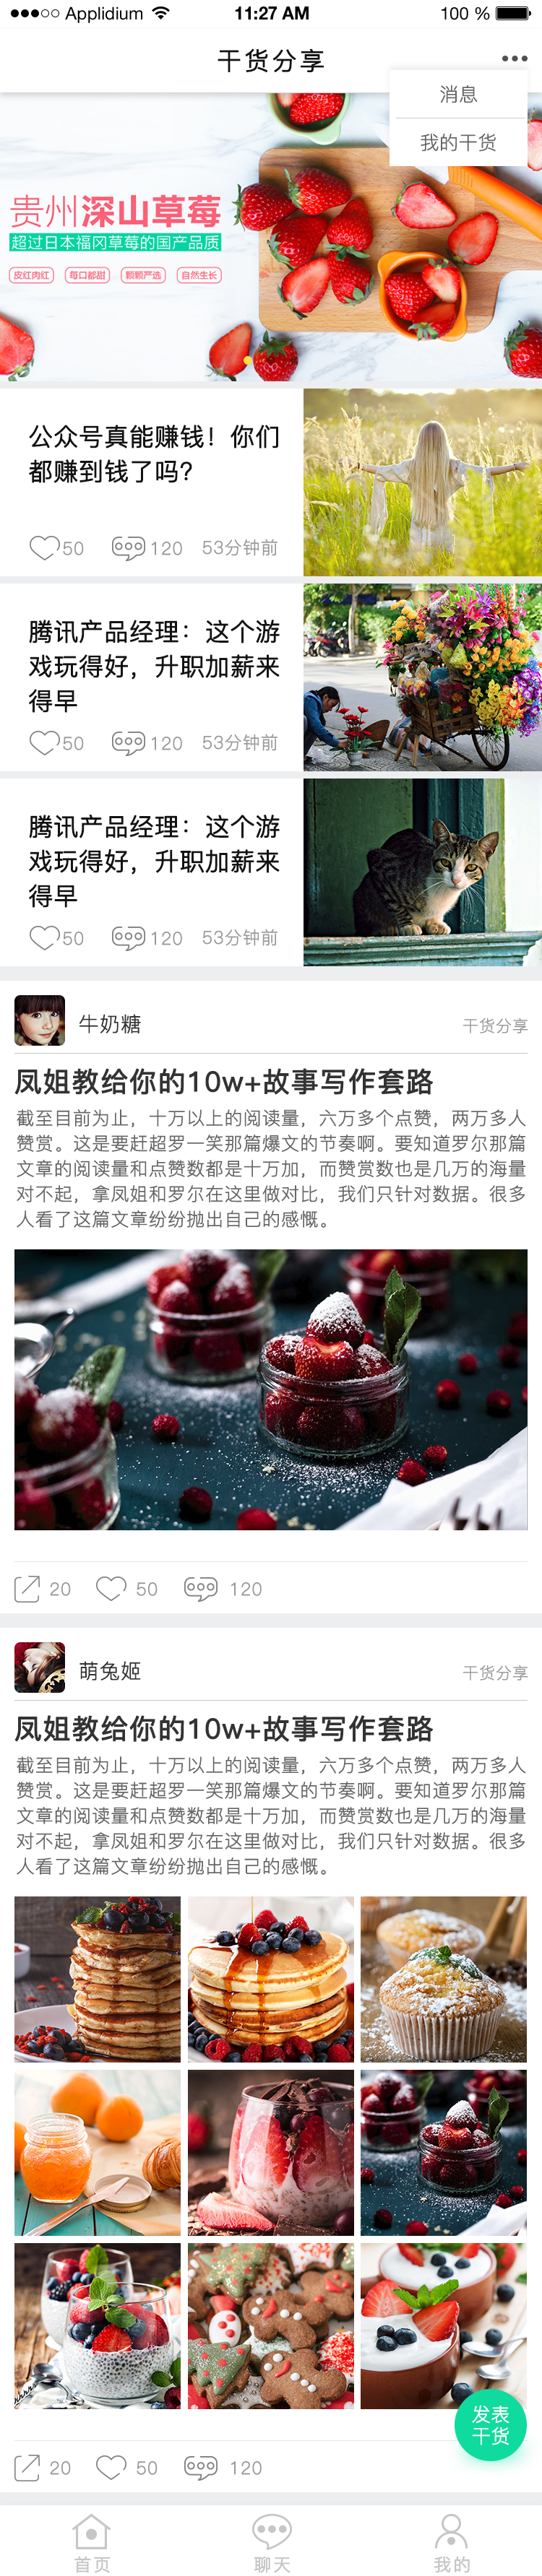 Applidium 11:27 AM 100 %
干货分享
消息
我的干货
贵州深山草莓
超过日本福冈草莓的国产品质
皮红肉红 每口都甜 颗颗严选 自然生长
公众号真能赚钱！你们
都赚到钱了吗？
50 120 53分钟前
腾讯产品经理：这个游
戏玩得好，升职加薪来
得早
50 120 53分钟前
腾讯产品经理：这个游
戏玩得好，升职加薪来
得早
50 120 53分钟前
牛奶糖 干货分享
凤姐教给你的10w+故事写作套路
截至目前为止，十万以上的阅读量，六万多个点赞，两万多人
赞赏。这是要赶超罗一笑那篇爆文的节奏啊。要知道罗尔那篇
文章的阅读量和点赞数都是十万加，而赞赏数也是几万的海量
对不起，拿凤姐和罗尔在这里做对比，我们只针对数据。很多
人看了这篇文章纷纷抛出自己的感慨。
20 50 120
萌兔姬 干货分享
凤姐教给你的10w+故事写作套路
截至目前为止，十万以上的阅读量，六万多个点赞，两万多人
赞赏。这是要赶超罗一笑那篇爆文的节奏啊。要知道罗尔那篇
文章的阅读量和点赞数都是十万加，而赞赏数也是几万的海量
对不起，拿凤姐和罗尔在这里做对比，我们只针对数据。很多
人看了这篇文章纷纷抛出自己的感慨。
发表
干货
20 50 120
首页 聊天 我的